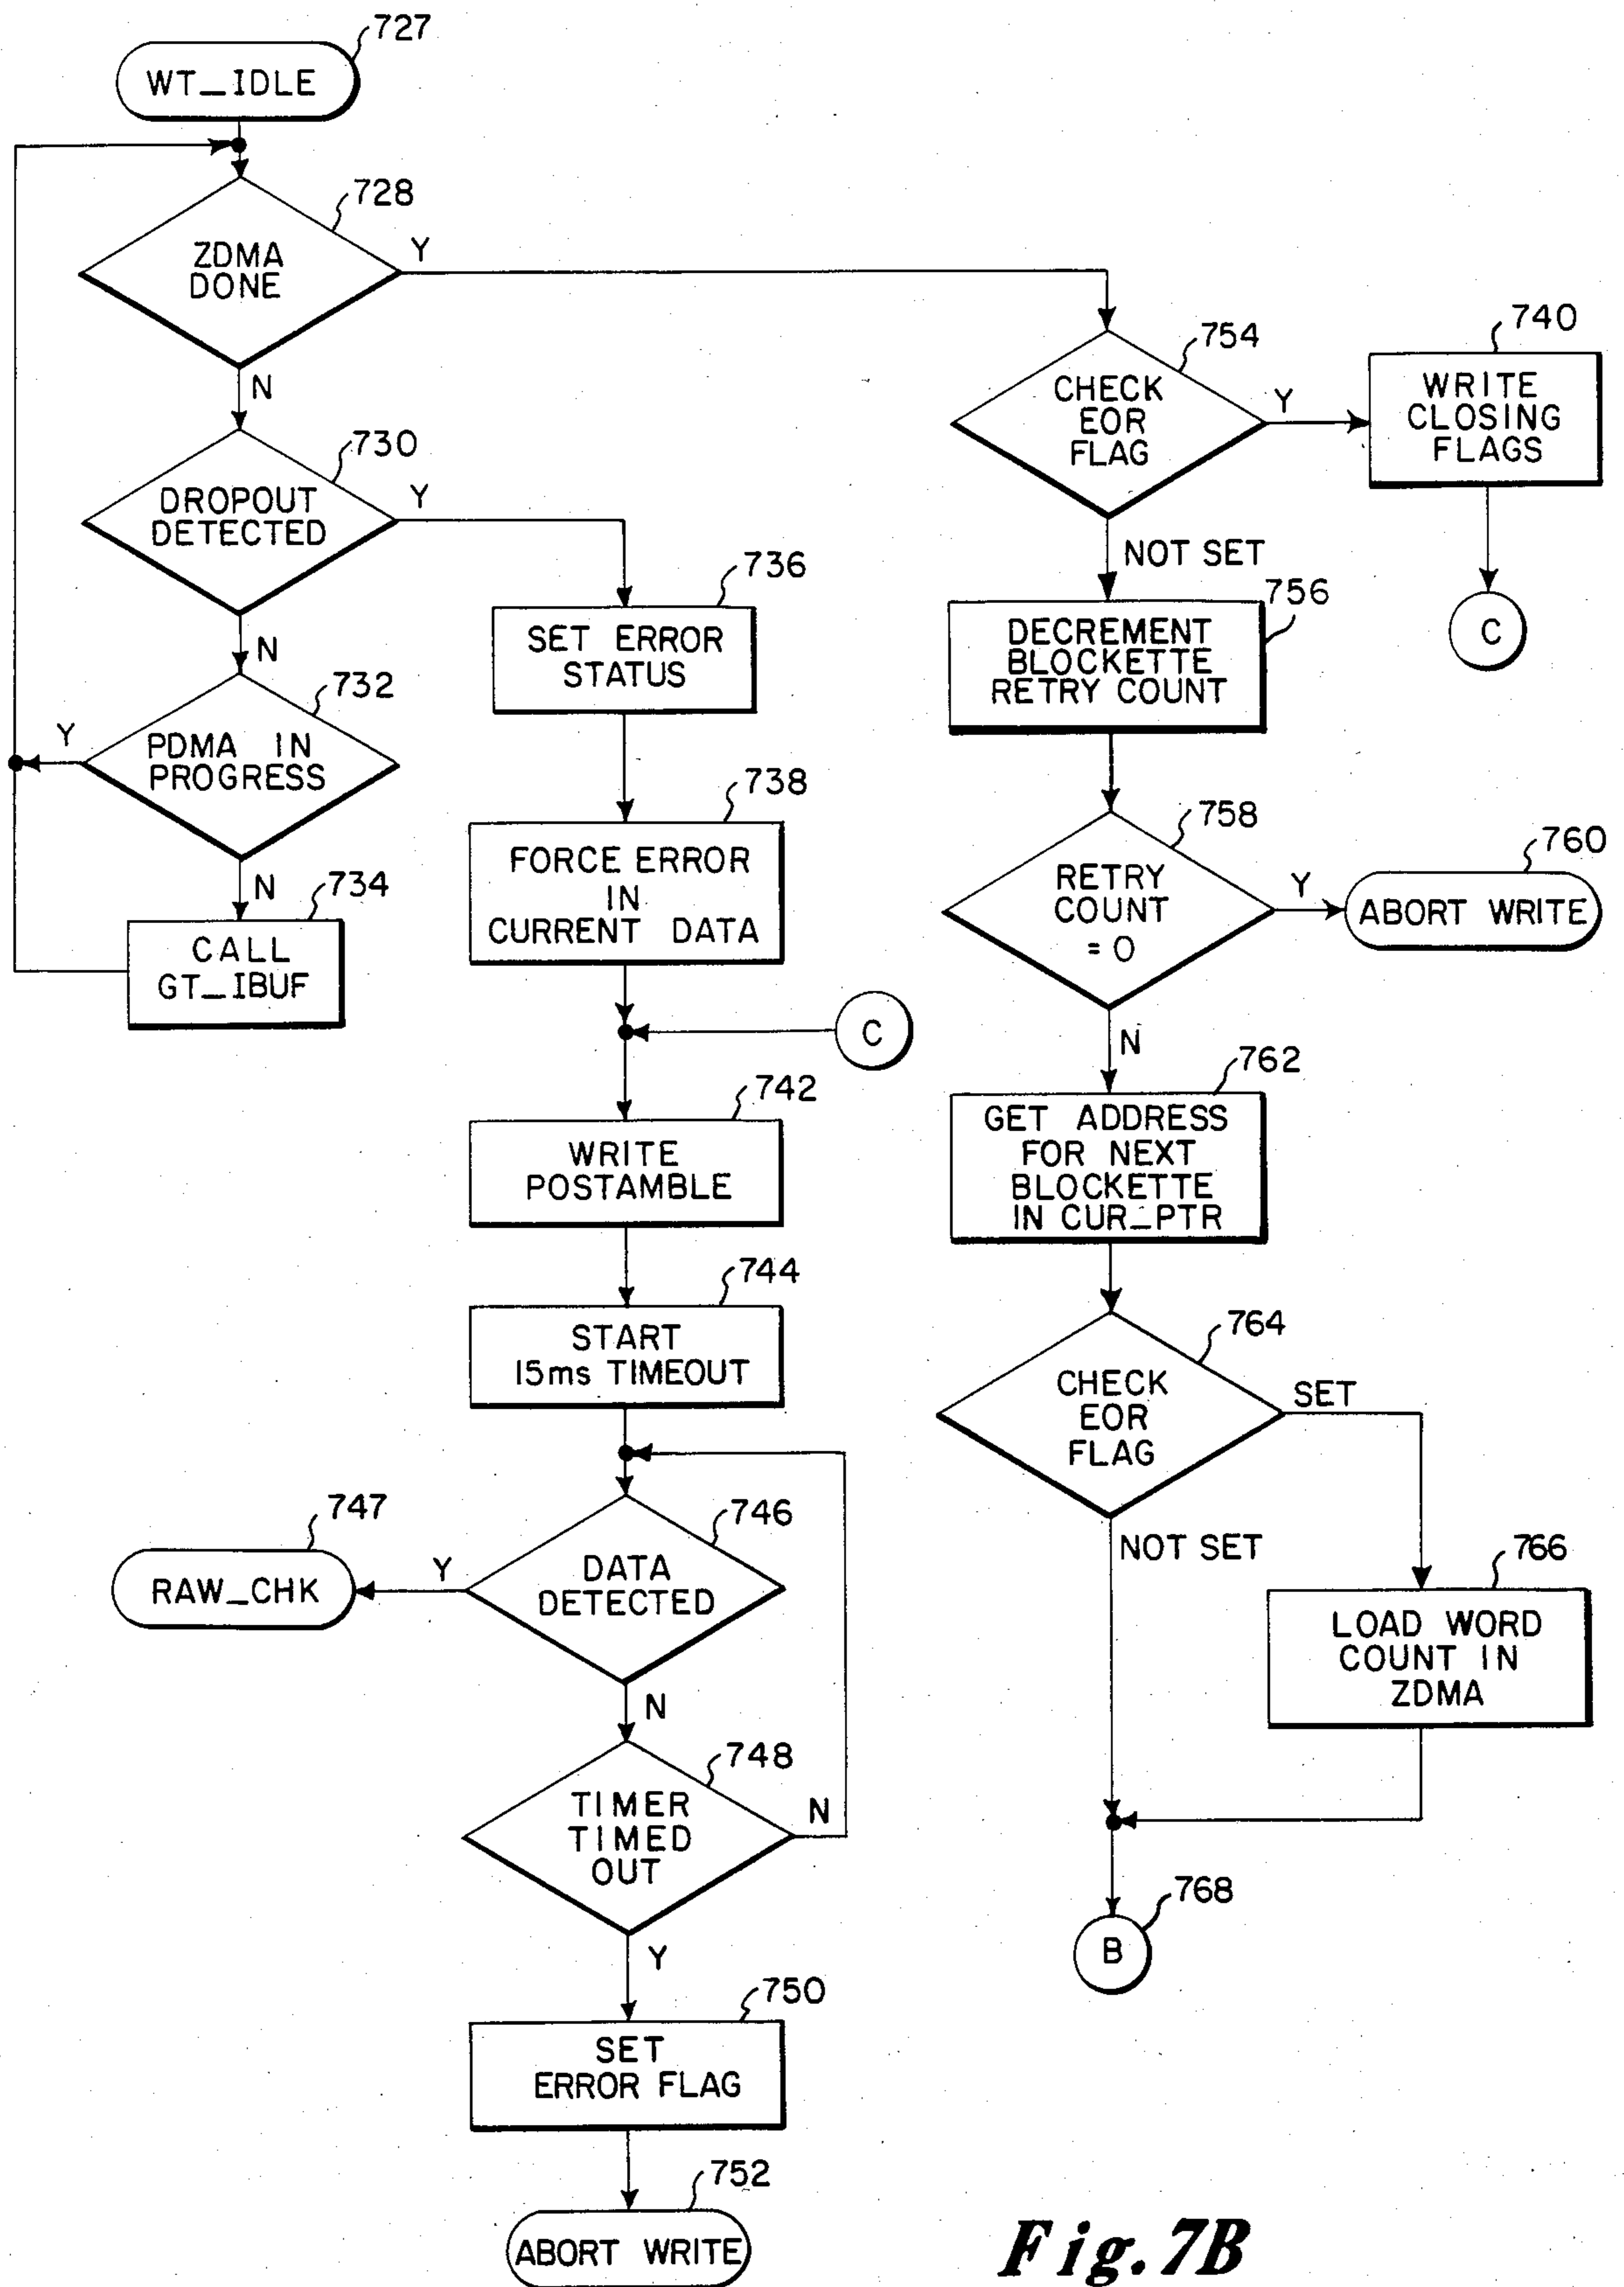 727
WT_IDLE
728
ZDMA
DONE
Y
N
730
DROPOUT
DETECTED
Y
N
732
PDMA IN
PROGRESS
Y
N
734
CALL
GT_IBUF
736
SET ERROR
STATUS
738
FORCE ERROR
IN
CURRENT DATA
C
742
WRITE
POSTAMBLE
744
START
15ms TIMEOUT
746
DATA
DETECTED
Y
747
RAW_CHK
N
748
TIMER
TIMED
OUT
N
Y
750
SET
ERROR FLAG
752
ABORT WRITE
754
CHECK
EOR
FLAG
Y
740
WRITE
CLOSING
FLAGS
C
NOT SET
756
DECREMENT
BLOCKETTE
RETRY COUNT
758
RETRY
COUNT
= 0
Y
760
ABORT WRITE
N
762
GET ADDRESS
FOR NEXT
BLOCKETTE
IN CUR_PTR
764
CHECK
EOR
FLAG
SET
NOT SET
766
LOAD WORD
COUNT IN
ZDMA
768
B
Fig. 7B